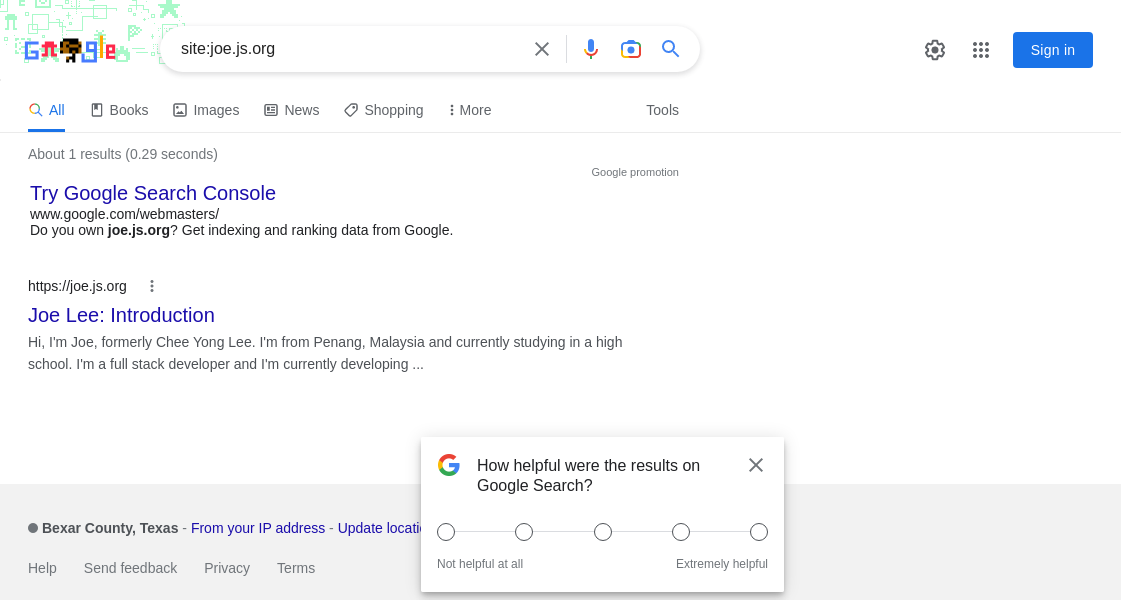 site:joe.js.org
Sign in
All Books Images News Shopping More Tools
About 1 results (0.29 seconds)
Google promotion
Try Google Search Console
www.google.com/webmasters/
Do you own joe.js.org? Get indexing and ranking data from Google.
https://joe.js.org
Joe Lee: Introduction
Hi, I'm Joe, formerly Chee Yong Lee. I'm from Penang, Malaysia and currently studying in a high
school. I'm a full stack developer and I'm currently developing ...
How helpful were the results on
Google Search?
Not helpful at all Extremely helpful
Bexar County, Texas - From your IP address - Update
Help Send feedback Privacy Terms